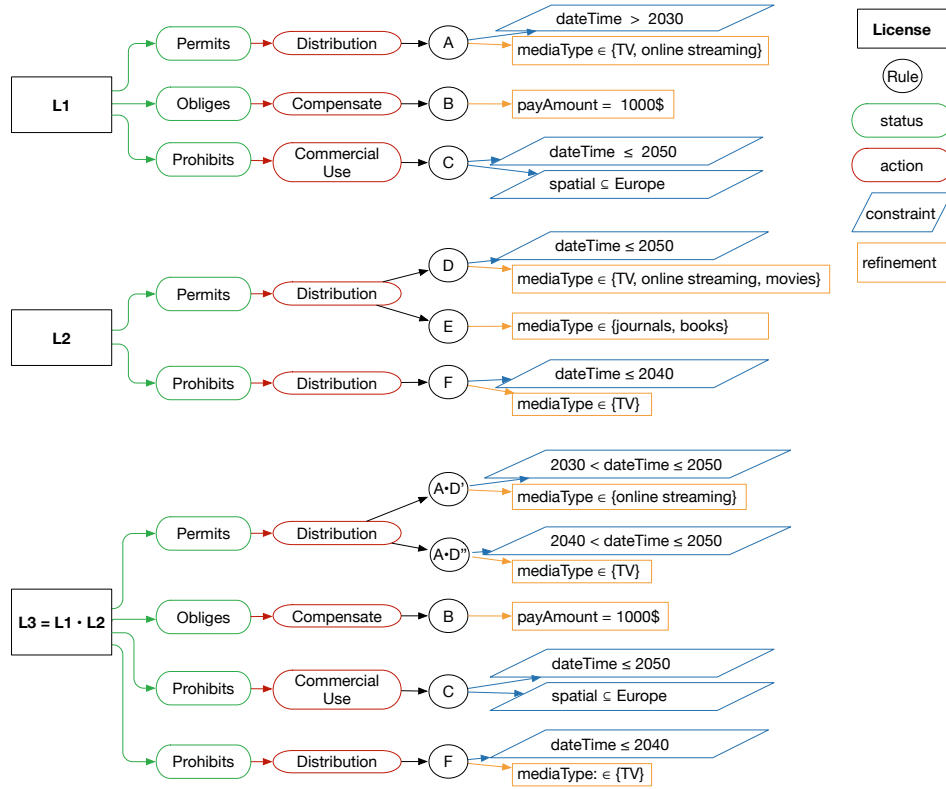 dateTime > 2030
Permits
Distribution
A
mediaType ∈ {TV, online streaming}
L1
Obliges
Compensate
B
payAmount = 1000$
Prohibits
Commercial
Use
C
dateTime ≤ 2050
spatial ⊆ Europe
License
Rule
status
action
constraint
refinement
dateTime ≤ 2050
Permits
Distribution
D
mediaType ∈ {TV, online streaming, movies}
E
mediaType ∈ {journals, books}
L2
Prohibits
Distribution
F
dateTime ≤ 2040
mediaType ∈ {TV}
2030 < dateTime ≤ 2050
A•D'
mediaType ∈ {online streaming}
Permits
Distribution
A•D"
2040 < dateTime ≤ 2050
mediaType ∈ {TV}
L3 = L1 · L2
Obliges
Compensate
B
payAmount = 1000$
Prohibits
Commercial
Use
C
dateTime ≤ 2050
spatial ⊆ Europe
Prohibits
Distribution
F
dateTime ≤ 2040
mediaType: ∈ {TV}